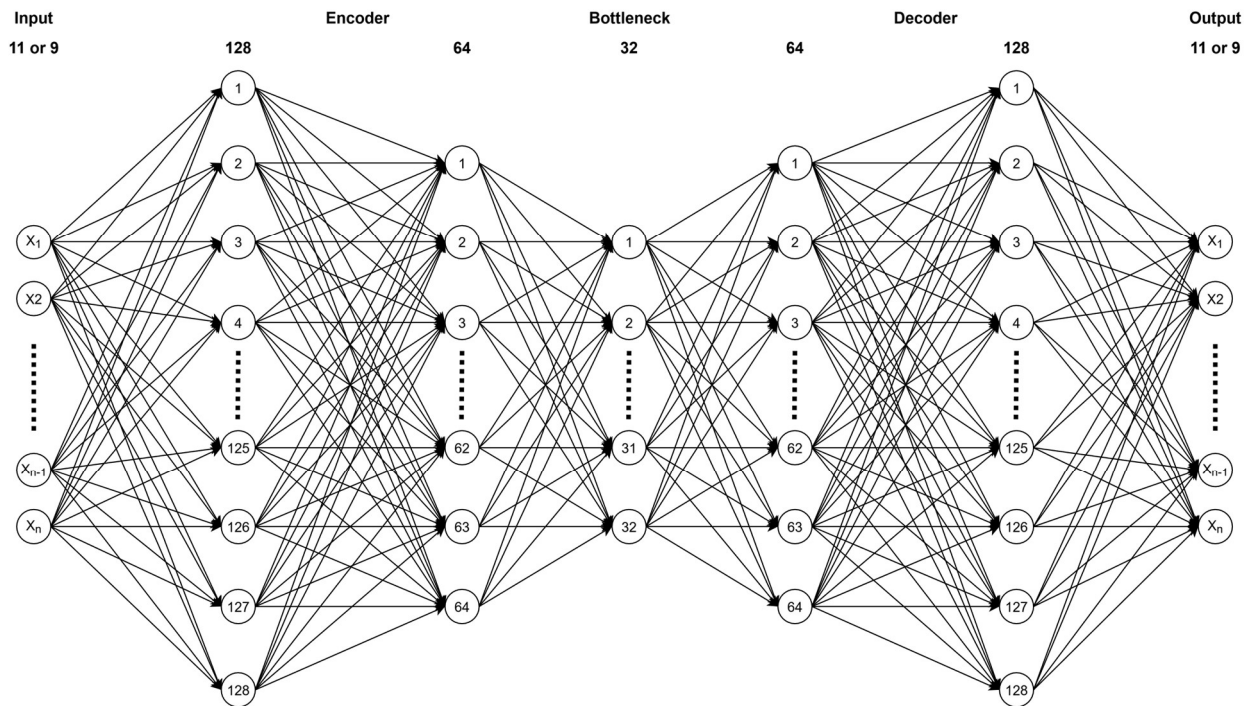 Input Encoder Bottleneck Decoder Output
11 or 9 128 64 32 64 128 11 or 9
1 1
2 1 1 2
X1 3 2 1 2 3 X1
X2
4 3 2 3 4
X2
125 62 31 62 125
Xn-1 Xn-1
Xn 126 63 32 63 126 Xn
127 64 64 127
128 128